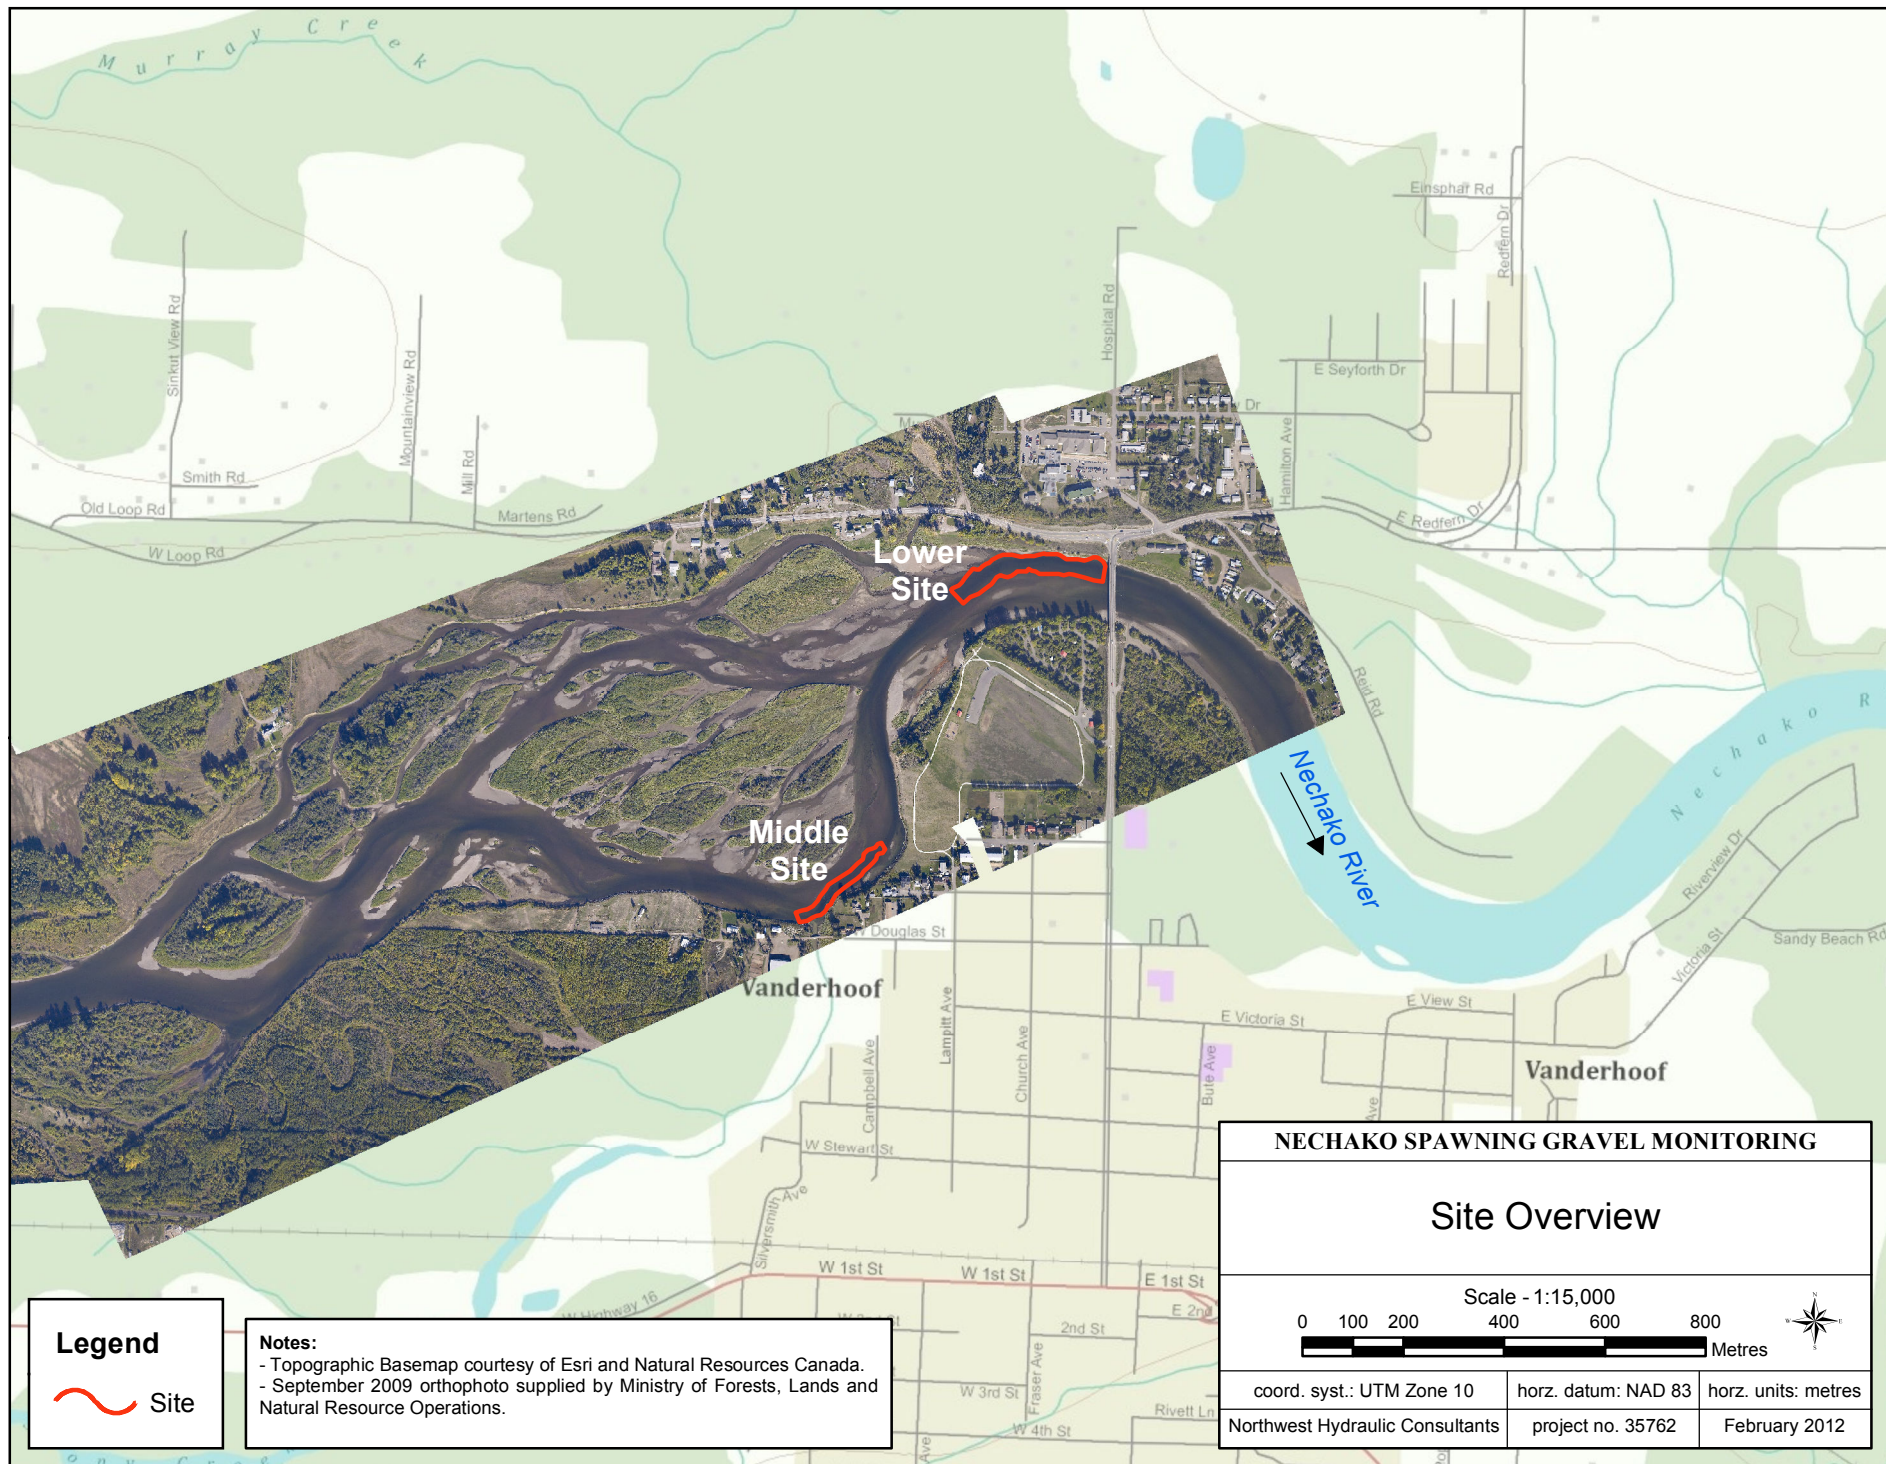 Murray Creek
Einsphar Rd
Redfern Dr
Hospital Rd
Sinkut View Rd
Mountainview Rd
E Seyforth Dr
Dr
Hamilton Ave
Mill Rd
Smith Rd
Old Loop Rd
Martens Rd
W Loop Rd
E Redfern Dr
Lower
Site
Reid Rd
Nechako R
Nechako River
Middle
Site
Riverview Dr
Victoria St
Sandy Beach Rd
W Douglas St
Vanderhoof
Lampitt Ave
E View St
E Victoria St
Church Ave
Campbell Ave
Bute Ave
Vanderhoof
Ave
W Stewart St
Silversmith Ave
W 1st St
W 1st St
E 1st St
W Highway 16
E 2nd
2nd St
Fraser Ave
W 3rd St
Rivett Ln
W 4th St
Ave
NECHAKO SPAWNING GRAVEL MONITORING
Site Overview
Scale - 1:15,000
0 100 200 400 600 800
Metres
N
W E
S
coord. syst.: UTM Zone 10
horz. datum: NAD 83
horz. units: metres
Northwest Hydraulic Consultants
project no. 35762
February 2012
Legend
Site
Notes:
- Topographic Basemap courtesy of Esri and Natural Resources Canada.
- September 2009 orthophoto supplied by Ministry of Forests, Lands and
Natural Resource Operations.